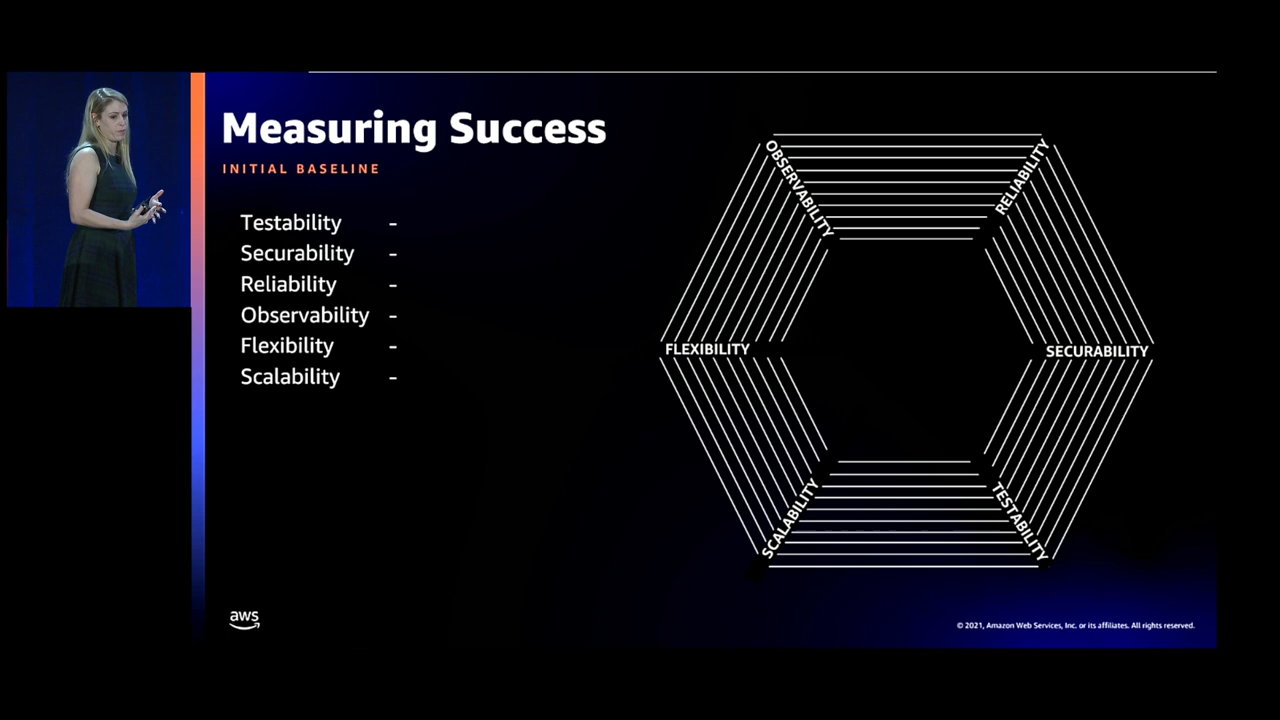 Measuring Success
INITIAL BASELINE
Testability -
Securability -
Reliability -
Observability -
Flexibility -
Scalability -
OBSERVABILITY
RELIABILITY
FLEXIBILITY
SECURABILITY
SCALABILITY
TESTABILITY
aws
© 2021, Amazon Web Services, Inc. or its affiliates. All rights reserved.